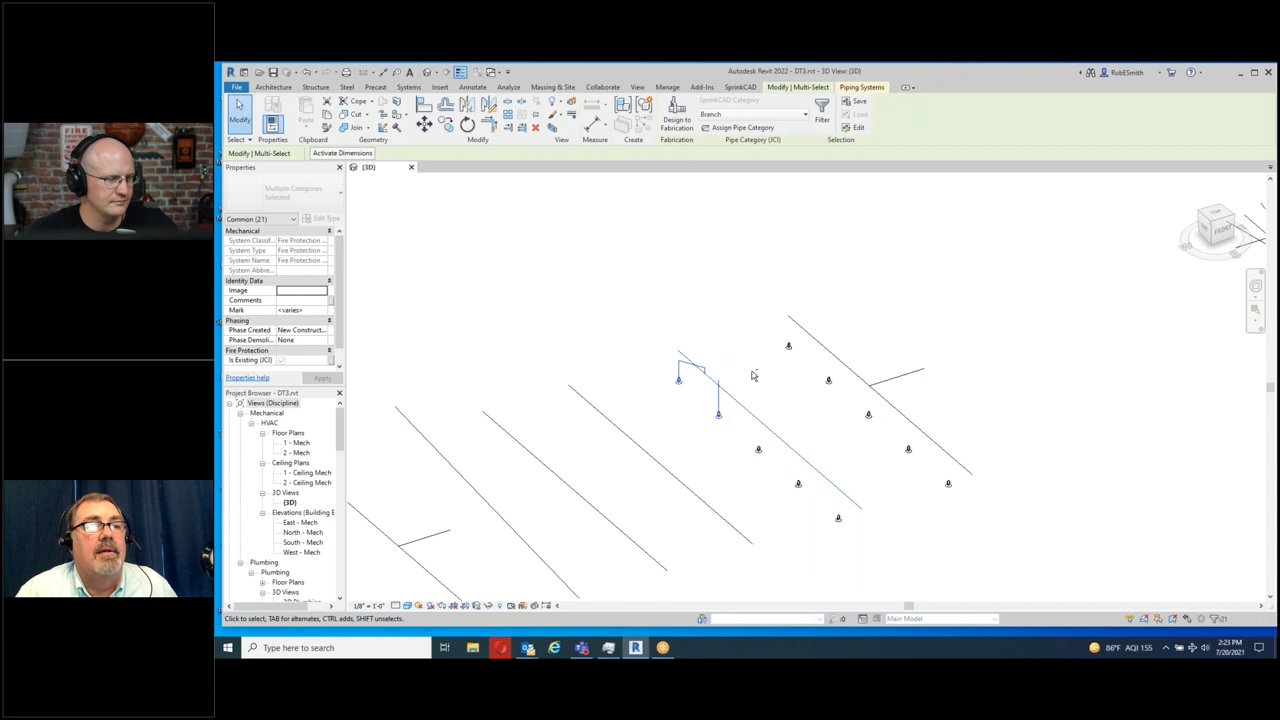 Autodesk Revit 2022 - DT3.rvt - 3D View: {3D}
RobESmith
File Architecture Structure Steel Precast Systems Insert Annotate Analyze Massing & Site Collaborate View Manage Add-Ins SprinkCAD Modify | Multi-Select Piping Systems
Modify
Properties
Paste
Cope
Cut
Join
SprinkCAD Category
Branch
Assign Pipe Category
Design to
Fabrication
Filter
Save
Load
Edit
Select Properties Clipboard Geometry Modify View Measure Create Fabrication Pipe Category (JCI) Selection
Modify | Multi-Select Activate Dimensions
Properties
{3D}
Multiple Categories
Selected
Common (21) Edit Type
Mechanical
System Classif... Fire Protection ...
System Type Fire Protection ...
System Name Fire Protection ...
System Abbre...
Identity Data
Image
Comments
Mark <varies>
Phasing
Phase Created New Construct...
Phase Demoli... None
Fire Protection
Is Existing (JCI)
Properties help Apply
Project Browser - DT3.rvt
Views (Discipline)
Mechanical
HVAC
Floor Plans
1 - Mech
2 - Mech
Ceiling Plans
1 - Ceiling Mech
2 - Ceiling Mech
3D Views
{3D}
Elevations (Building E
East - Mech
North - Mech
South - Mech
West - Mech
Plumbing
Plumbing
Floor Plans
3D Views
TOP
FRONT
1/8" = 1'-0"
Click to select, TAB for alternates, CTRL adds, SHIFT unselects.
:0
Main Model
:21
Type here to search
86°F AQI 155
2:23 PM
7/20/2021